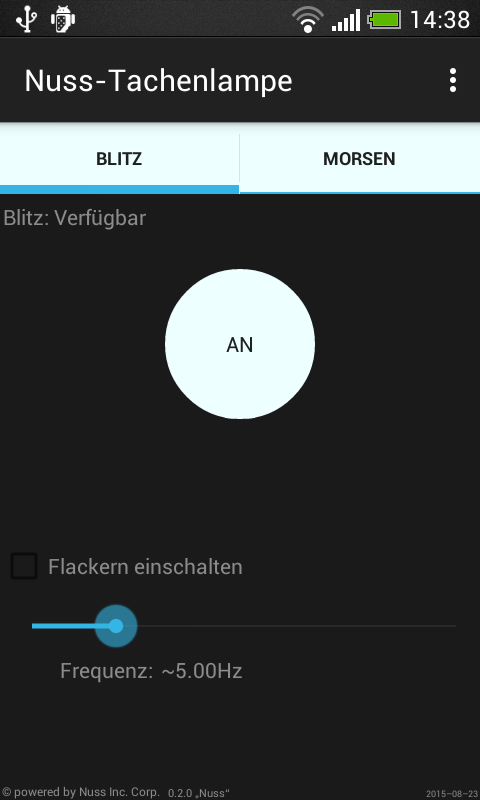 14:38
Nuss-Tachenlampe
BLITZ MORSEN
Blitz: Verfügbar
AN
Flackern einschalten
Frequenz: ~5.00Hz
© powered by Nuss Inc. Corp. 0.2.0 „Nuss“ 2015-08-23